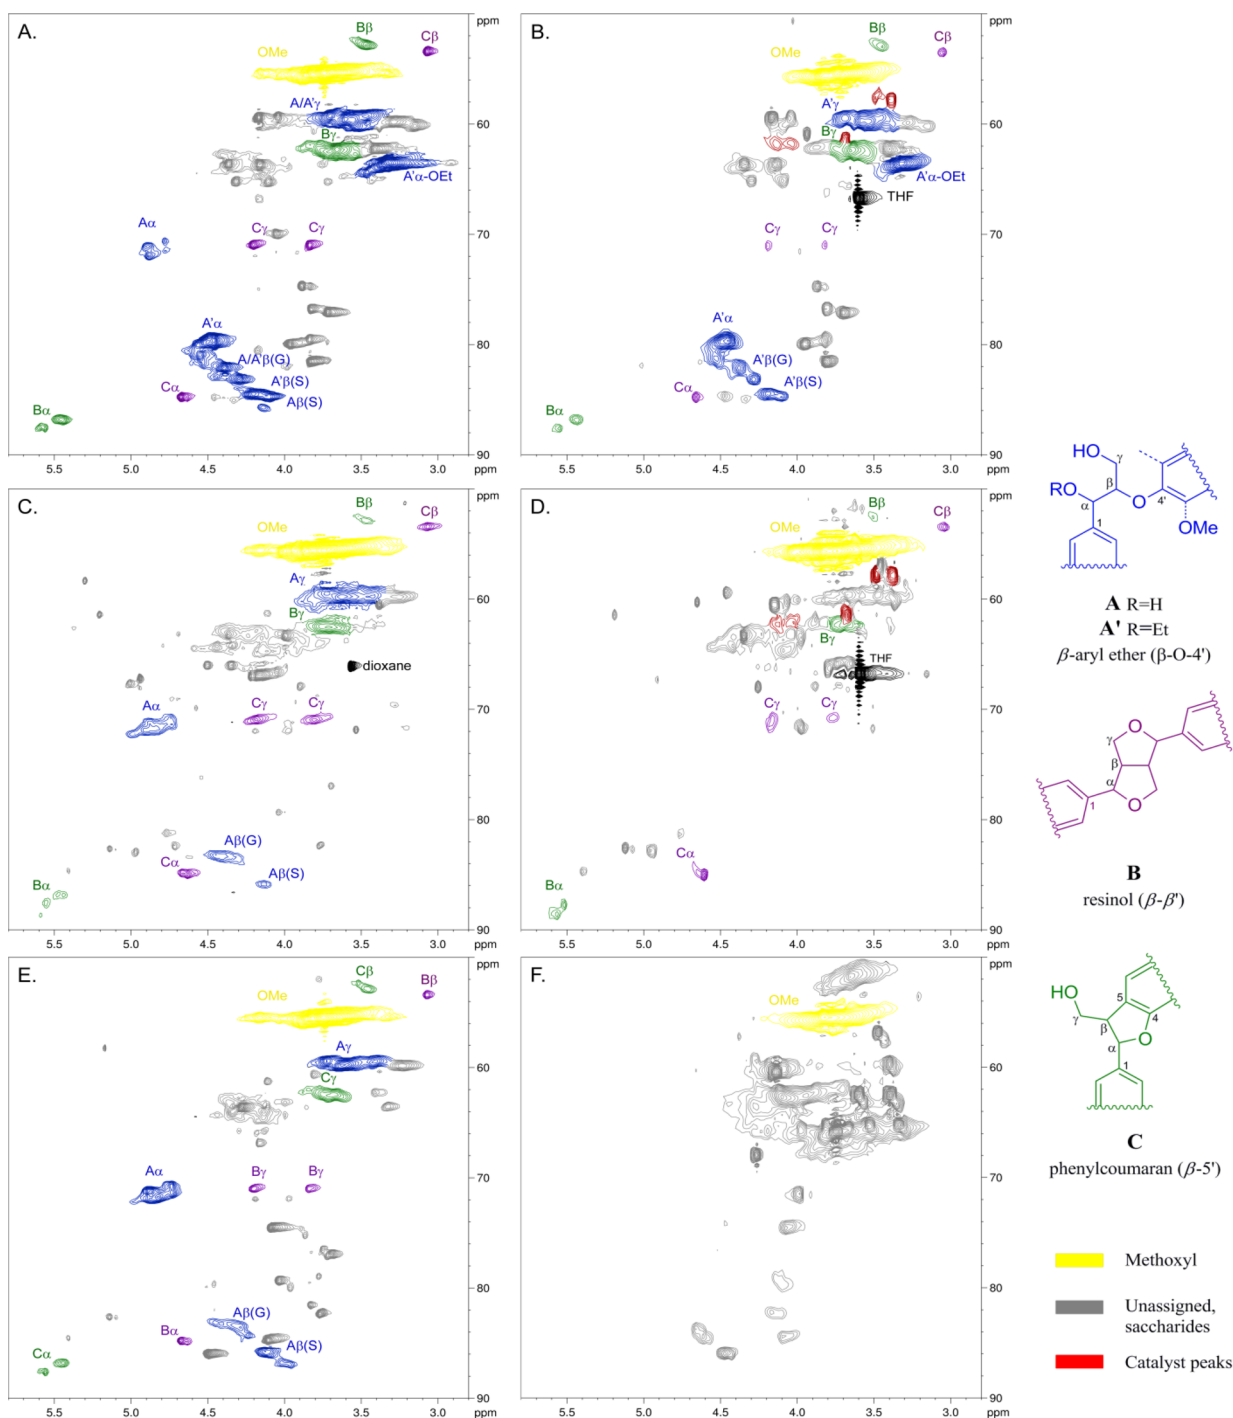 A.
ppm
Bβ
Cβ
OMe
A/A'γ
60
Bγ
A'α-OEt
Aα
Cγ
Cγ
70
A'α
80
A/A'β(G)
A'β(S)
Cα
Aβ(S)
Bα
90
5.5 5.0 4.5 4.0 3.5 3.0 ppm
B.
ppm
Bβ
Cβ
OMe
A'γ
60
Bγ
A'α-OEt
THF
Cγ
Cγ
70
A'α
80
A'β(G)
A'β(S)
Cα
Bα
90
5.5 5.0 4.5 4.0 3.5 3.0 ppm
C.
ppm
Bβ
Cβ
OMe
Aγ
60
Bγ
dioxane
Aα
Cγ
Cγ
70
80
Aβ(G)
Cα
Aβ(S)
Bα
90
5.5 5.0 4.5 4.0 3.5 3.0 ppm
D.
ppm
Bβ
Cβ
OMe
60
Bγ
THF
Cγ
Cγ
70
80
Cα
Bα
90
5.5 5.0 4.5 4.0 3.5 3.0 ppm
E.
ppm
Cβ
Bβ
OMe
Aγ
60
Cγ
Aα
Bγ
Bγ
70
80
Aβ(G)
Bα
Aβ(S)
Cα
90
5.5 5.0 4.5 4.0 3.5 3.0 ppm
F.
ppm
OMe
60
70
80
90
5.5 5.0 4.5 4.0 3.5 3.0 ppm
HO
γ
RO
β
α
O
4'
1
OMe
A R=H
A' R=Et
β-aryl ether (β-O-4')
O
γ
β
α
1
O
B
resinol (β-β')
HO
5
4
γ
β
O
α
1
C
phenylcoumaran (β-5')
Methoxyl
Unassigned,
saccharides
Catalyst peaks